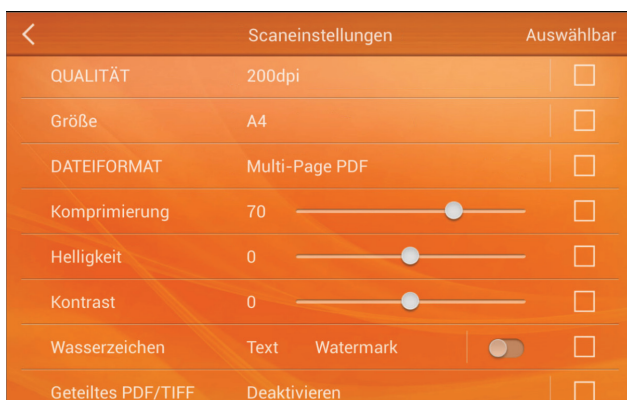 Scaneinstellungen Auswählbar
QUALITÄT 200dpi
Größe A4
DATEIFORMAT Multi-Page PDF
Komprimierung 70
Helligkeit 0
Kontrast 0
Wasserzeichen Text Watermark
Geteiltes PDF/TIFF Deaktivieren